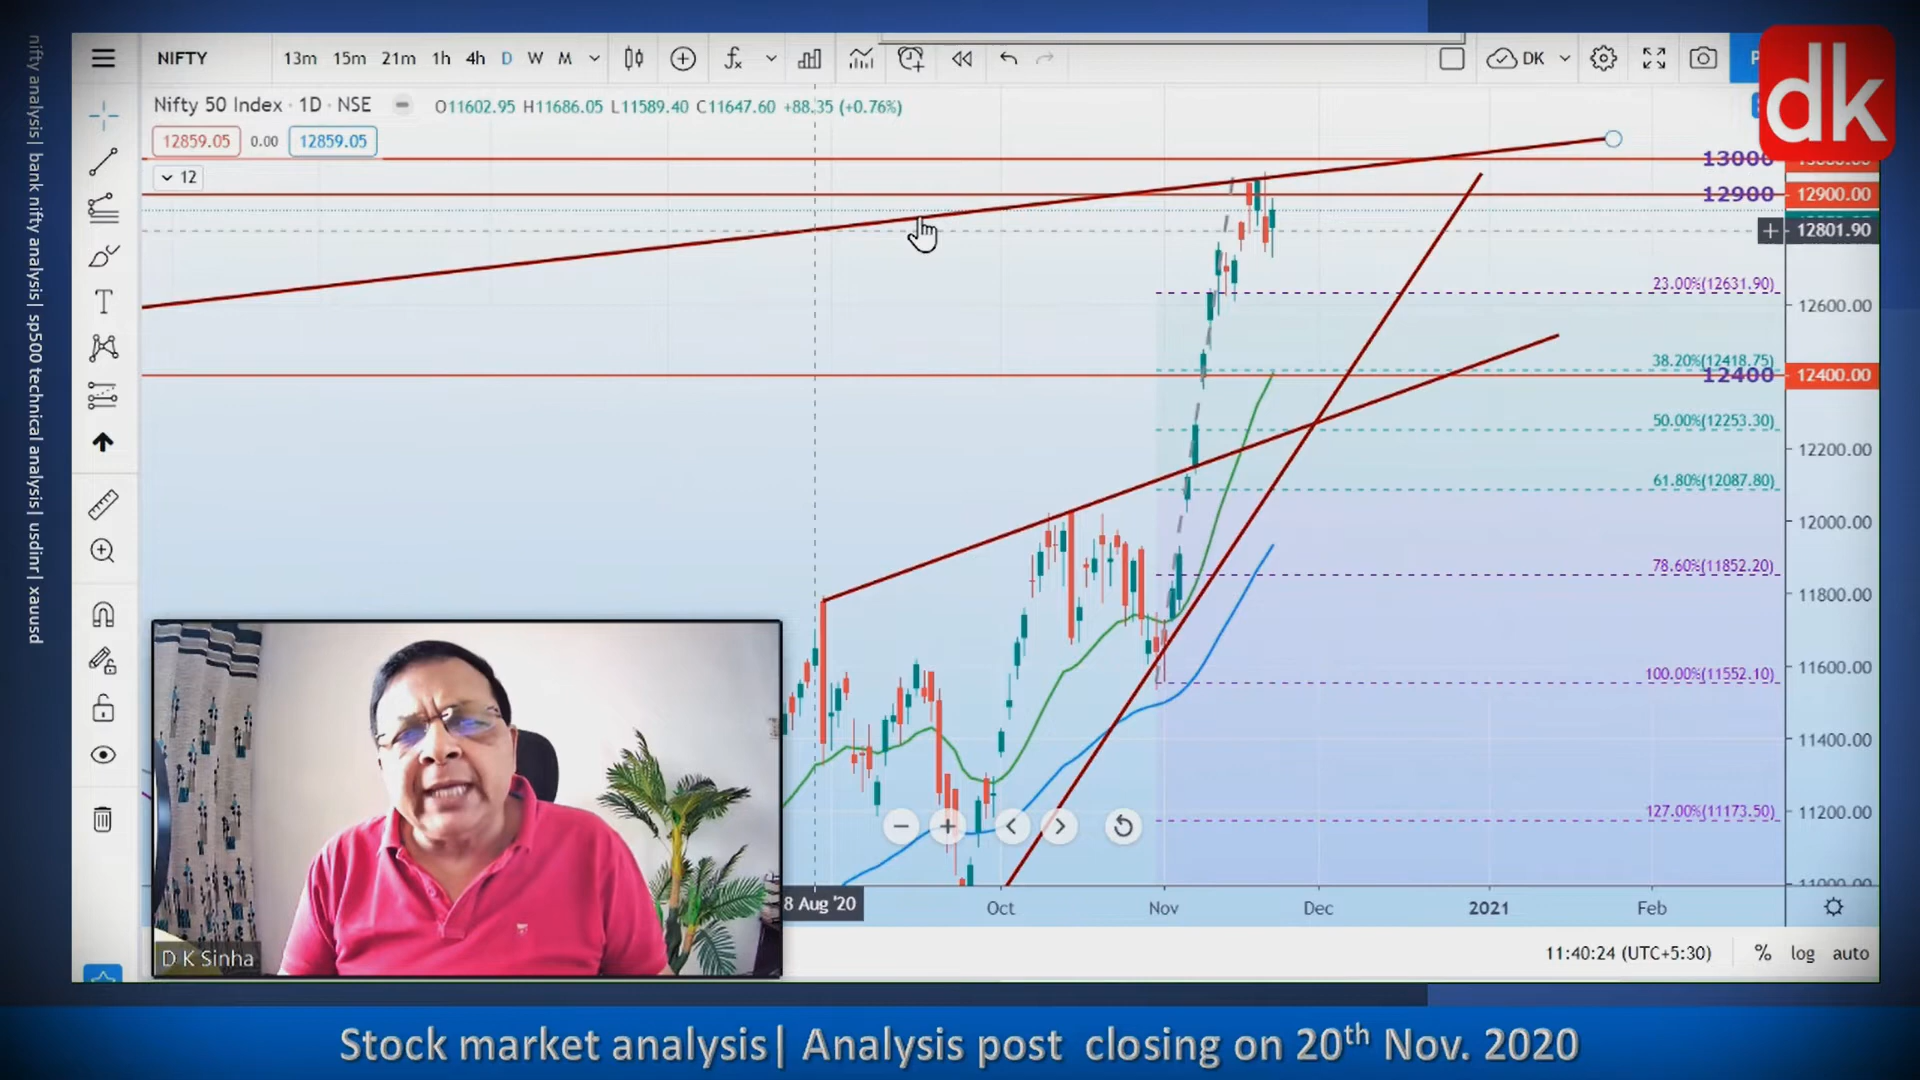 nifty analysis| bank nifty analysis| sp500 technical analysis| usdinr| xauusd
NIFTY 13m 15m 21m 1h 4h D W M DK P
dk
Nifty 50 Index · 1D · NSE O11602.95 H11686.05 L11589.40 C11647.60 +88.35 (+0.76%)
12859.05 0.00 12859.05
12
13000
12900 12900.00
12801.90
23.00%(12631.90)
12600.00
38.20%(12418.75)
12400 12400.00
50.00%(12253.30)
12200.00
61.80%(12087.80)
12000.00
78.60%(11852.20)
11800.00
11600.00
100.00%(11552.10)
11400.00
127.00%(11173.50)
11200.00
11000.00
8 Aug '20 Oct Nov Dec 2021 Feb
D K Sinha
11:40:24 (UTC+5:30) % log auto
Stock market analysis| Analysis post closing on 20th Nov. 2020